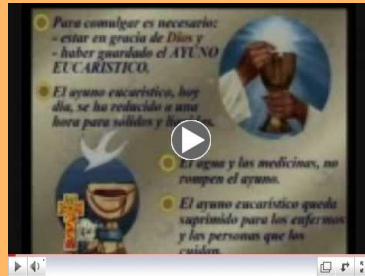 Para comulgar es necesario:
- estar en gracia de Dios y
- haber guardado el AYUNO
EUCARÍSTICO.
El ayuno eucarístico, hoy
día, se ha reducido a una
hora para sólidos y
El agua y las medicinas, no
rompen el ayuno.
El ayuno eucarístico queda
suprimido para los enfermos
y las personas que los
cuidan.